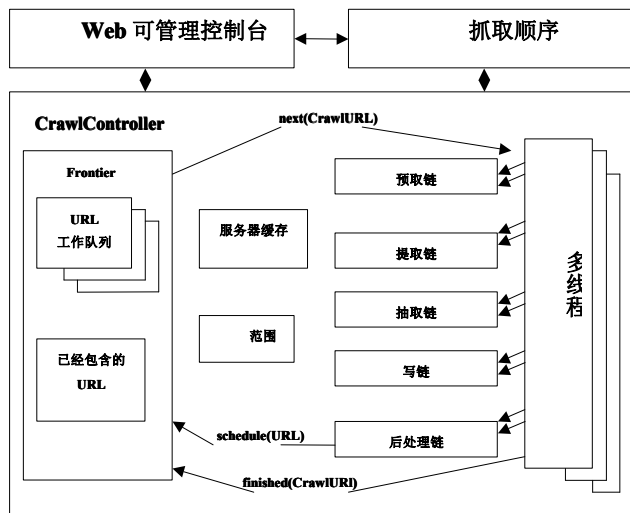 Web 可管理控制台
抓取顺序
CrawlController
next(CrawlURL)
Frontier
预取链
URL
工作队列
服务器缓存
提取链
多线程
抽取链
范围
已经包含的
URL
写链
schedule(URL)
后处理链
finished(CrawlURl)